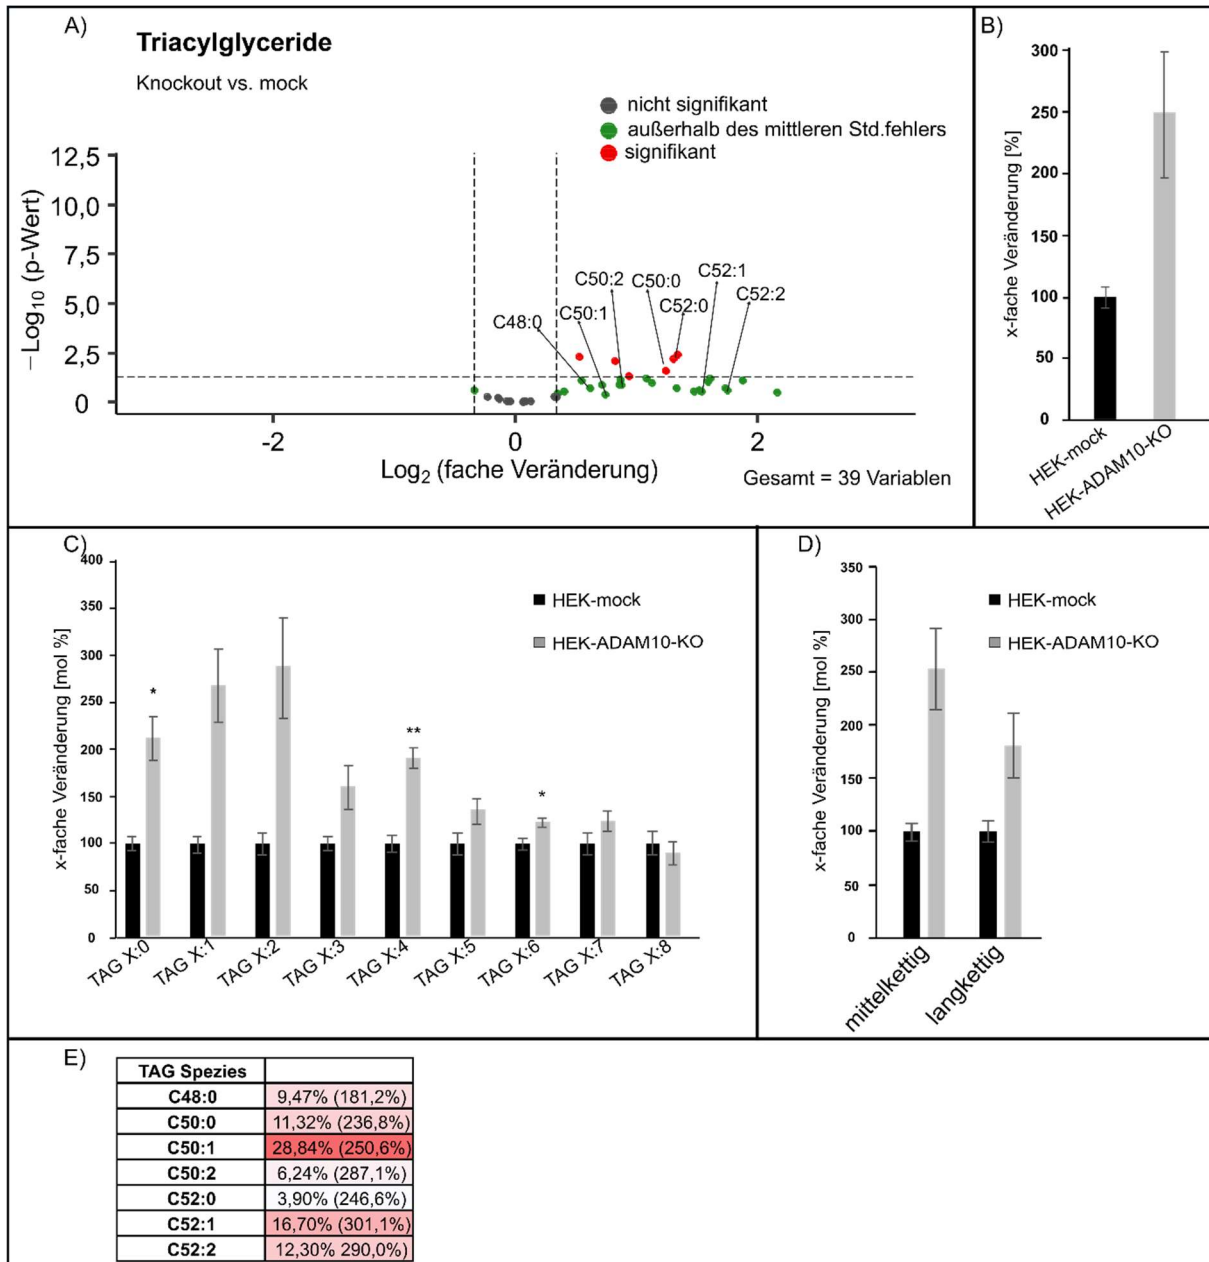 A)
Triacylglyceride
Knockout vs. mock
nicht signifikant
außerhalb des mittleren Std.fehlers
signifikant
−Log10 (p-Wert)
12,5
10,0
7,5
5,0
2,5
0
C48:0
C50:1
C50:2
C50:0
C52:0
C52:1
C52:2
-2
0
2
Log2 (fache Veränderung)
Gesamt = 39 Variablen
B)
x-fache Veränderung [%]
300
250
200
150
100
50
0
HEK-mock
HEK-ADAM10-KO
C)
x-fache Veränderung [mol %]
400
350
300
250
200
150
100
50
0
HEK-mock
HEK-ADAM10-KO
*
**
*
TAG X:0
TAG X:1
TAG X:2
TAG X:3
TAG X:4
TAG X:5
TAG X:6
TAG X:7
TAG X:8
D)
x-fache Veränderung [mol %]
350
300
250
200
150
100
50
0
HEK-mock
HEK-ADAM10-KO
mittelkettig
langkettig
E)
TAG Spezies
C48:0 9,47% (181,2%)
C50:0 11,32% (236,8%)
C50:1 28,84% (250,6%)
C50:2 6,24% (287,1%)
C52:0 3,90% (246,6%)
C52:1 16,70% (301,1%)
C52:2 12,30% 290,0%)